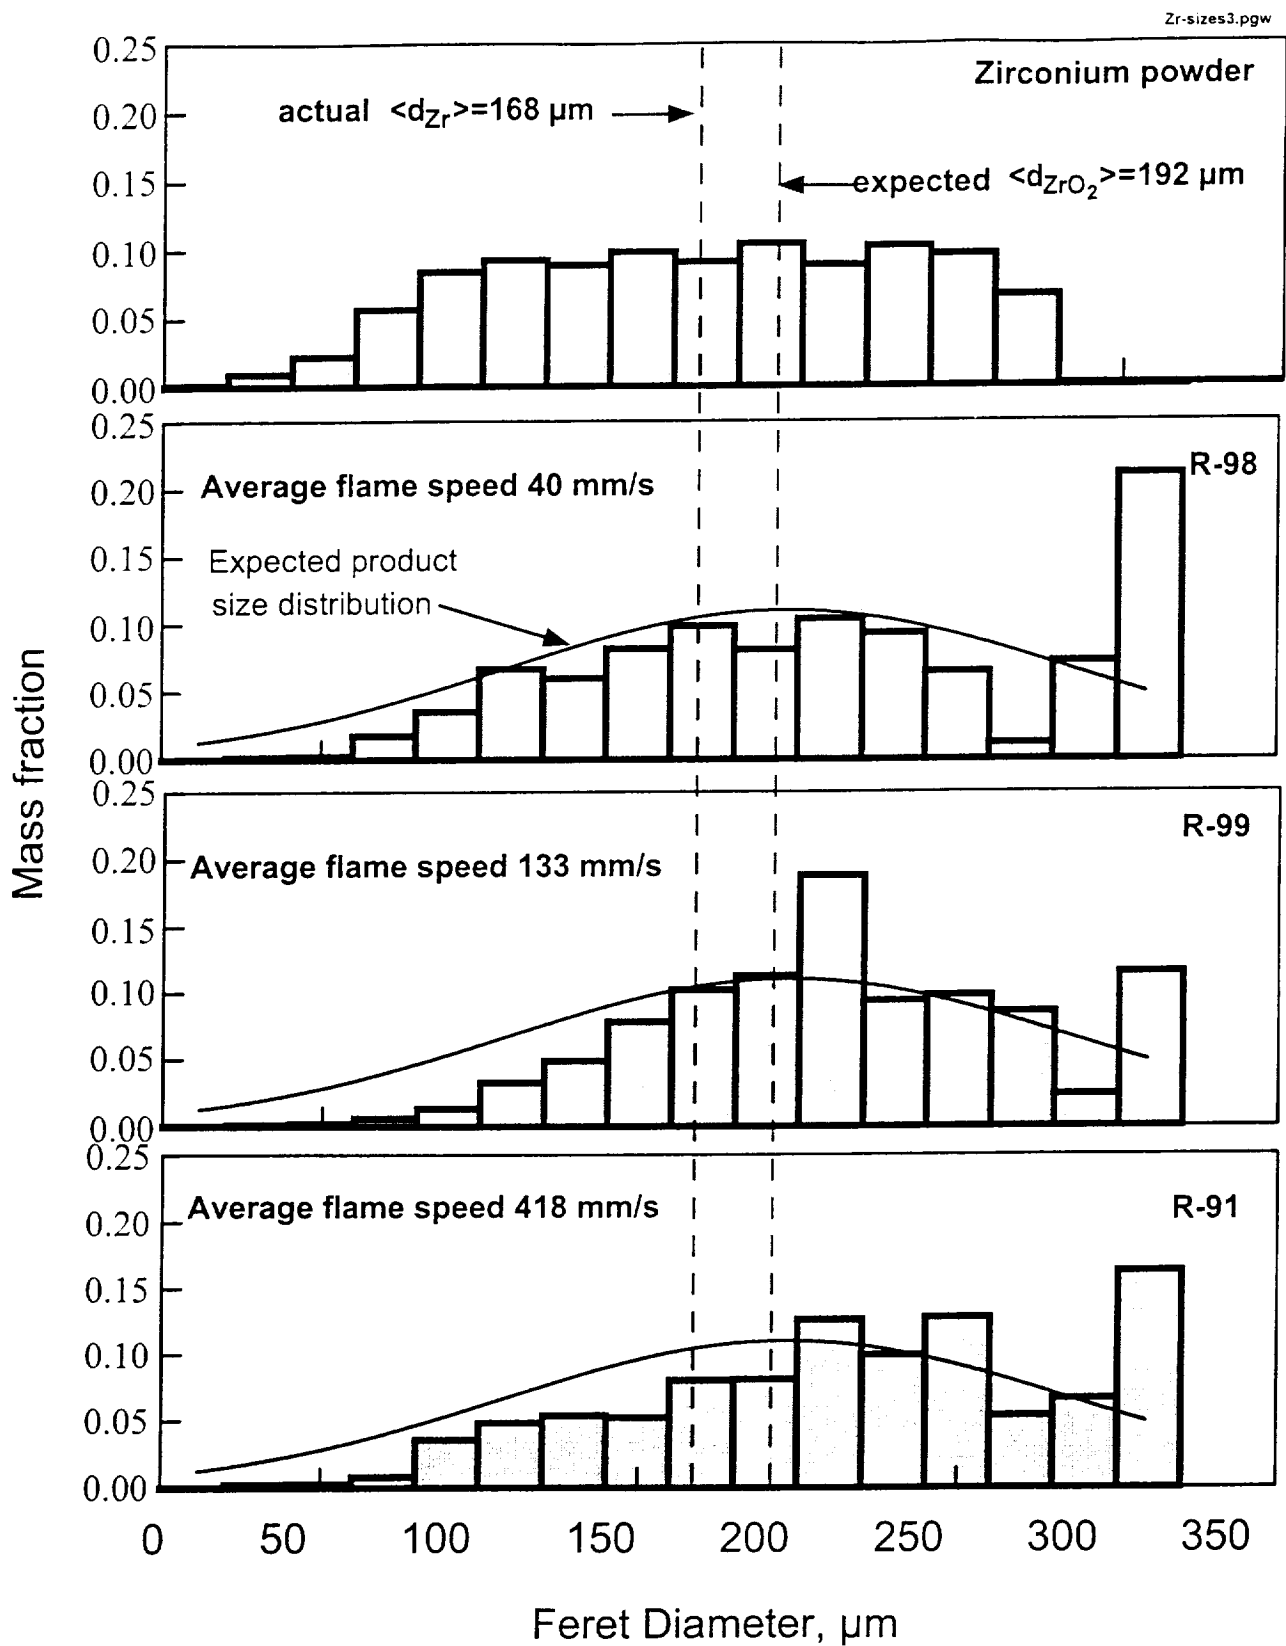 Zr-sizes3.pgw
0.25
Zirconium powder
0.20
actual <dZr>=168 µm
0.15
expected <dZrO2>=192 µm
0.10
0.05
0.00
0.25
R-98
0.20
Average flame speed 40 mm/s
0.15
Expected product
size distribution
0.10
0.05
0.00
Mass fraction
0.25
R-99
0.20
Average flame speed 133 mm/s
0.15
0.10
0.05
0.00
0.25
Average flame speed 418 mm/s
R-91
0.20
0.15
0.10
0.05
0.00
0 50 100 150 200 250 300 350
Feret Diameter, µm